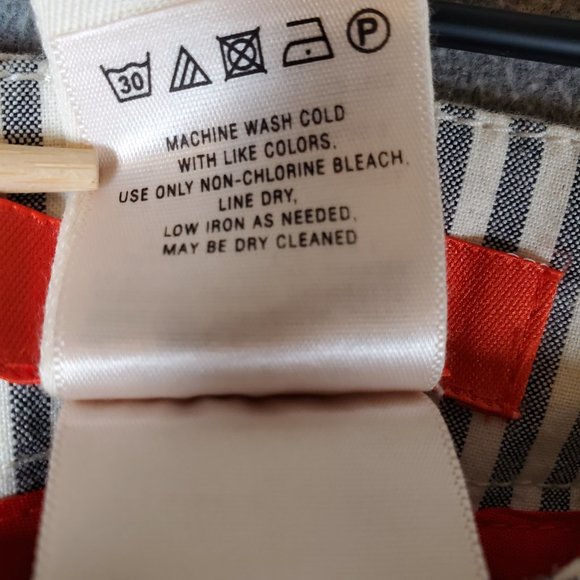 30 P
MACHINE WASH COLD
WITH LIKE COLORS.
USE ONLY NON-CHLORINE BLEACH.
LINE DRY,
LOW IRON AS NEEDED,
MAY BE DRY CLEANED